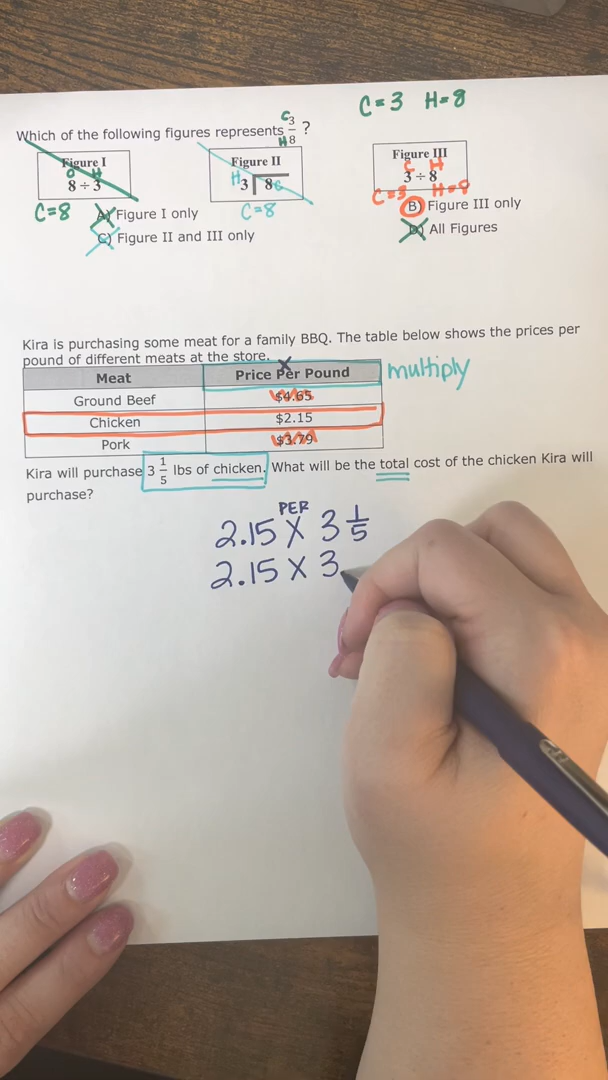 C=3 H=8
Which of the following figures represents 3/8 ?
C
H
Figure I
8 ÷ 3
C=8
Figure II
H 3 8 C
C=8
Figure III
C H
3 ÷ 8
C=3 H=8
A) Figure I only
B) Figure III only
C) Figure II and III only
D) All Figures
Kira is purchasing some meat for a family BBQ. The table below shows the prices per
pound of different meats at the store.
Meat Price Per Pound
X
multiply
Ground Beef $4.65
Chicken $2.15
Pork $3.79
Kira will purchase 3 1/5 lbs of chicken. What will be the total cost of the chicken Kira will
purchase?
PER
2.15 X 3 1/5
2.15 X 3.